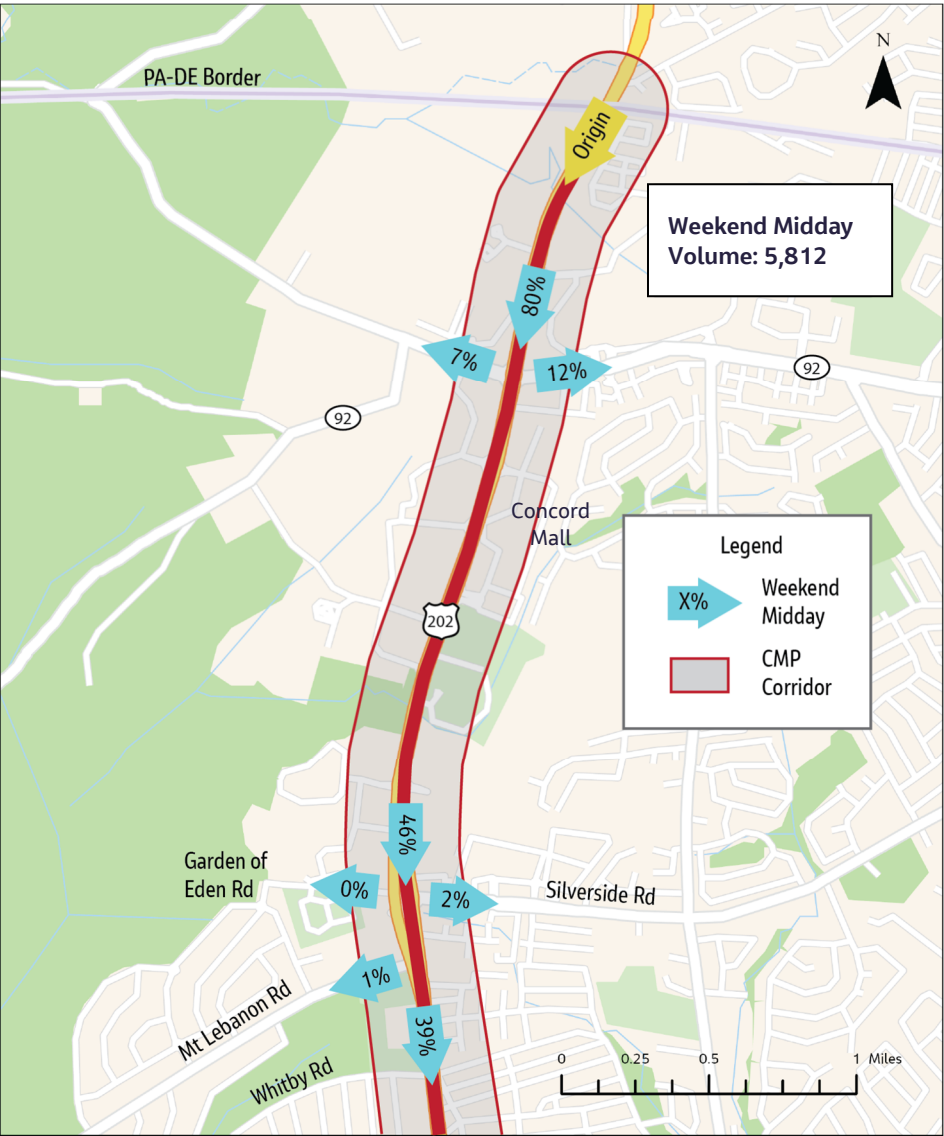 PA-DE Border
N
Origin
Weekend Midday
Volume: 5,812
80%
7%
12%
92
92
Concord
Mall
Legend
X%
Weekend
Midday
CMP
Corridor
202
46%
Garden of
Eden Rd
0%
2%
Silverside Rd
1%
Mt Lebanon Rd
39%
Whitby Rd
0 0.25 0.5 1 Miles